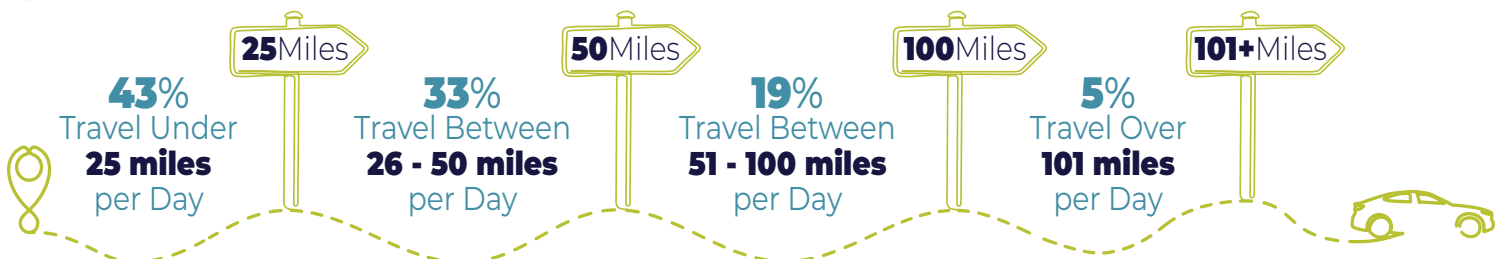 25Miles
50Miles
100Miles
101+Miles
43%
Travel Under
25 miles
per Day
33%
Travel Between
26 - 50 miles
per Day
19%
Travel Between
51 - 100 miles
per Day
5%
Travel Over
101 miles
per Day